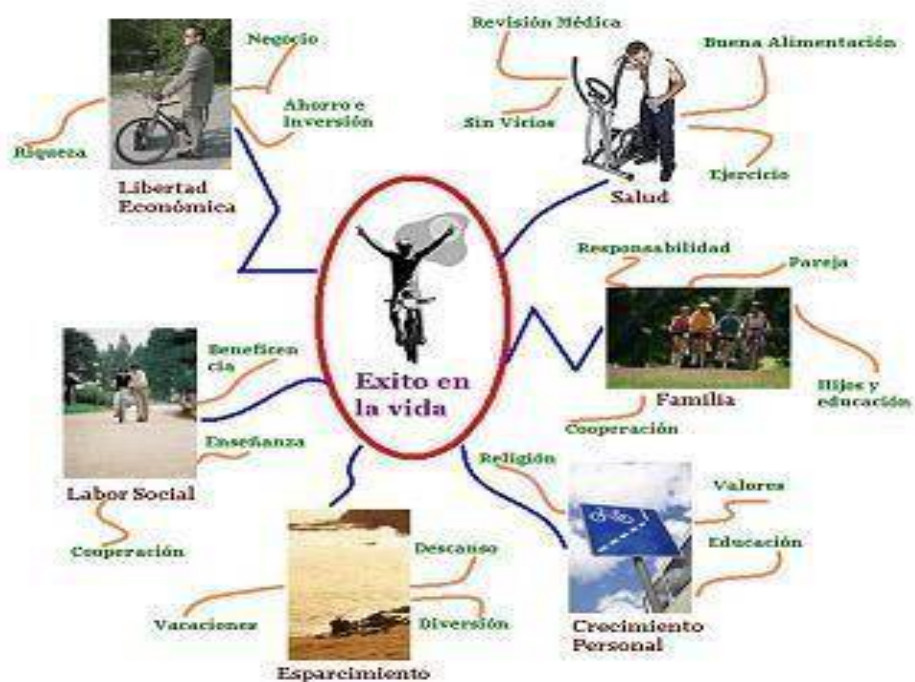 Negocio
Ahorro e
Inversión
Riqueza
Libertad
Económica
Revisión Médica
Buena Alimentación
Sin Vicios
Ejercicio
Salud
Responsabilidad
Pareja
Hijos y
educación
Familia
Cooperación
Exito en
la vida
Beneficen
cia
Enseñanza
Labor Social
Cooperación
Religión
Valores
Educación
Crecimiento
Personal
Descanso
Vacaciones
Diversión
Esparcimiento